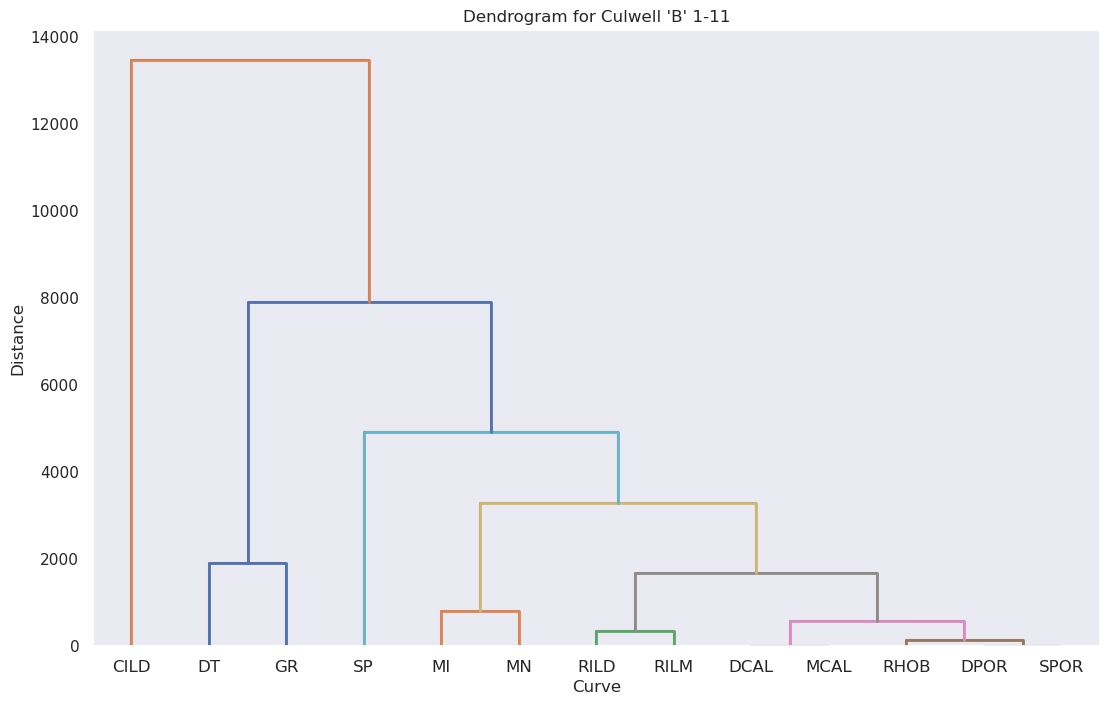 Dendrogram for Culwell 'B' 1-11
14000
12000
10000
8000
6000
4000
2000
0
Distance
CILD DT GR SP MI MN RILD RILM DCAL MCAL RHOB DPOR SPOR
Curve